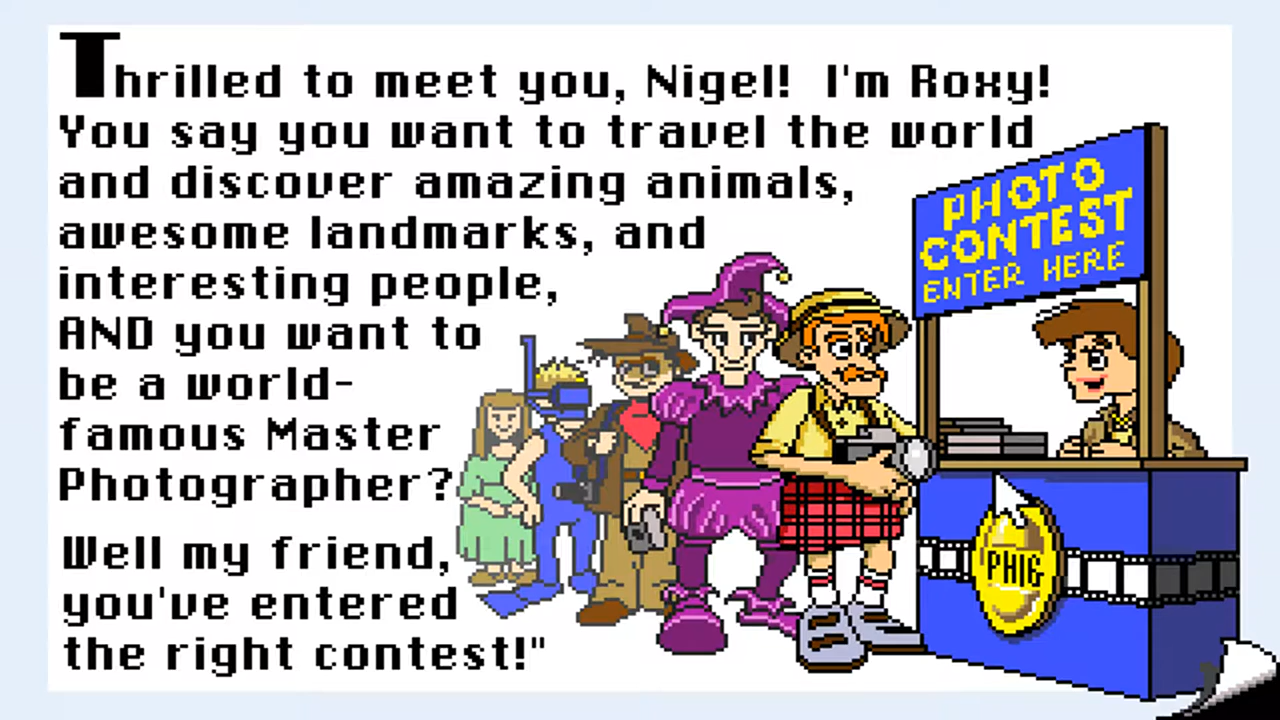 Thrilled to meet you, Nigel! I'm Roxy!
You say you want to travel the world
and discover amazing animals,
awesome landmarks, and
interesting people,
AND you want to
be a world-
famous Master
Photographer?
Well my friend,
you've entered
the right contest!"
PHOTO
CONTEST
ENTER HERE
PHIG